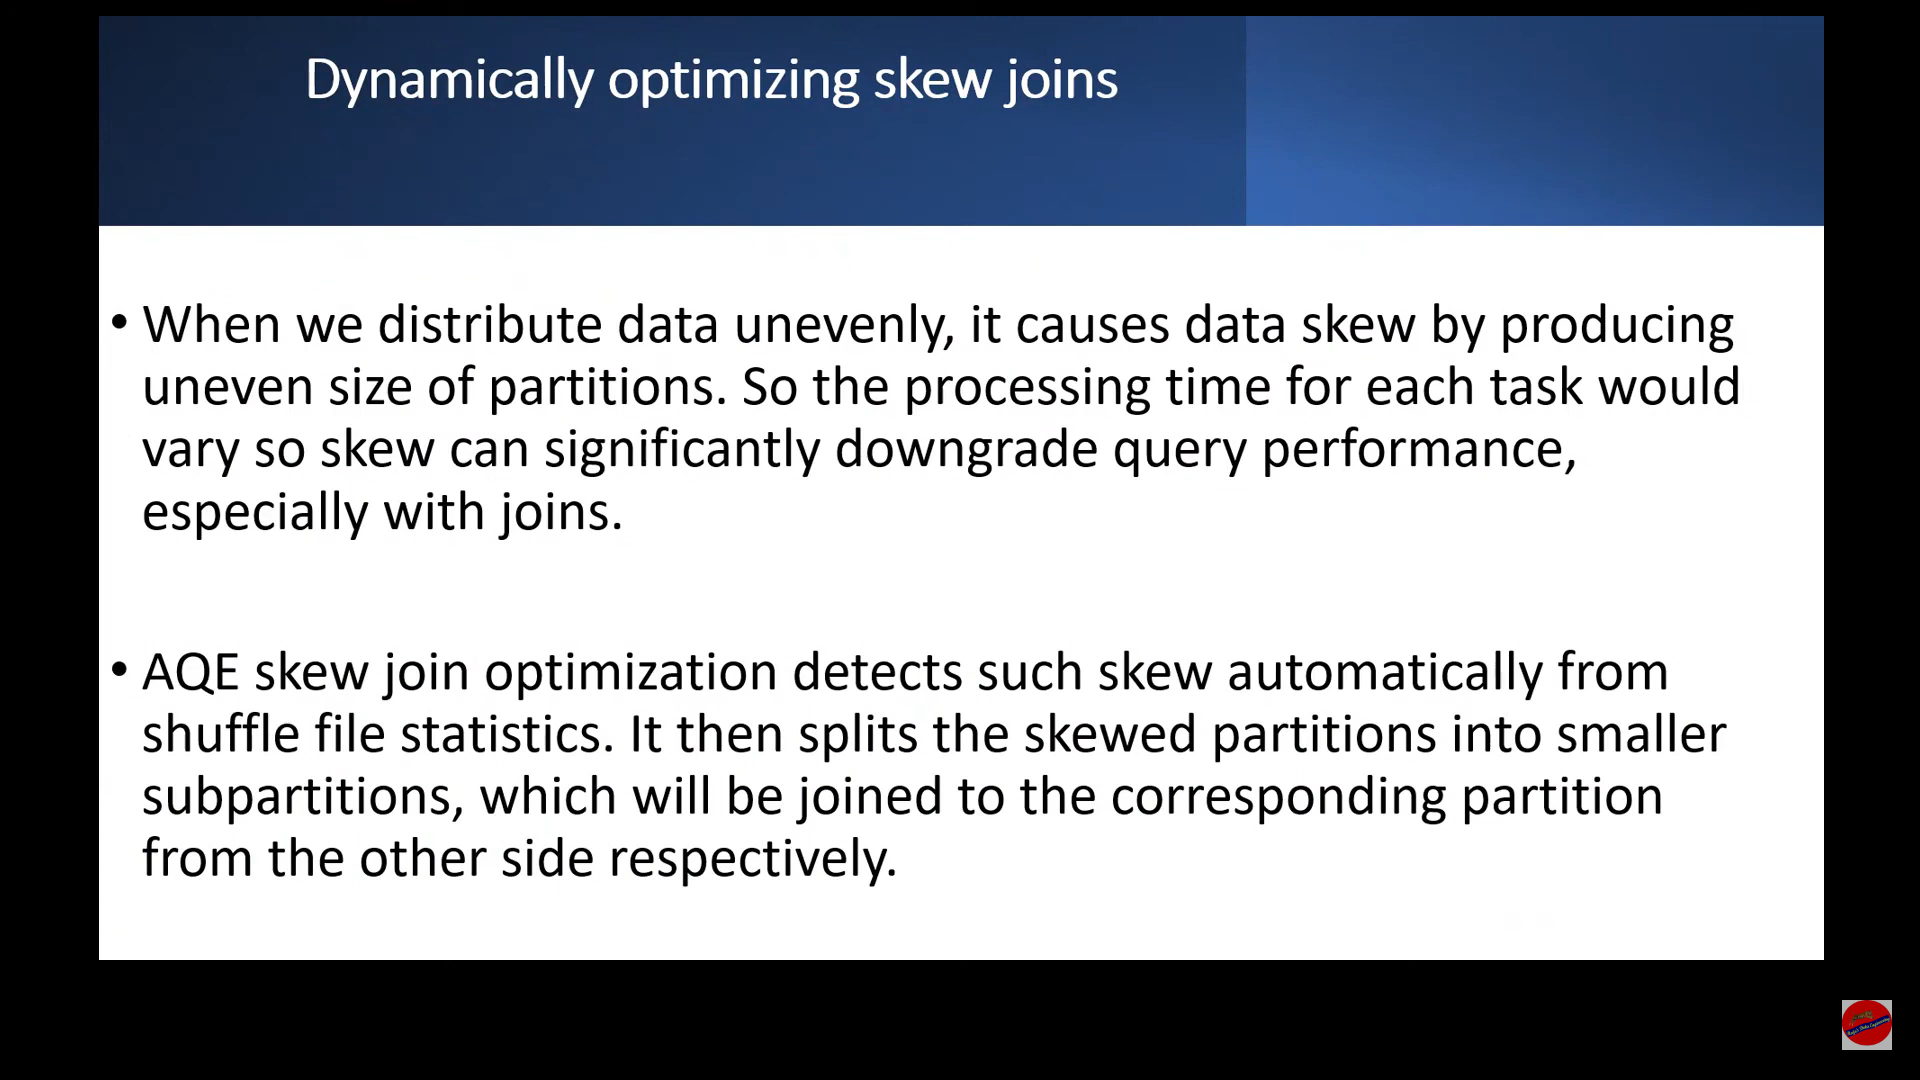 Dynamically optimizing skew joins
• When we distribute data unevenly, it causes data skew by producing
uneven size of partitions. So the processing time for each task would
vary so skew can significantly downgrade query performance,
especially with joins.
• AQE skew join optimization detects such skew automatically from
shuffle file statistics. It then splits the skewed partitions into smaller
subpartitions, which will be joined to the corresponding partition
from the other side respectively.